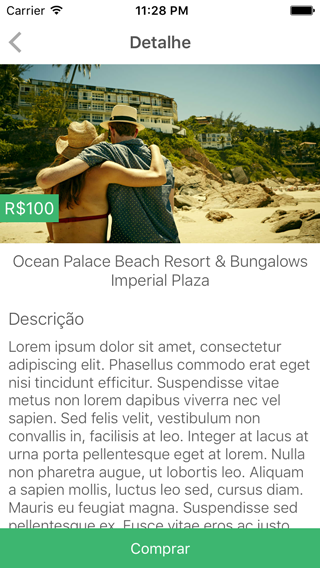 Carrier 11:28 PM
Detalhe
R$100
Ocean Palace Beach Resort & Bungalows
Imperial Plaza
Descrição
Lorem ipsum dolor sit amet, consectetur
adipiscing elit. Phasellus commodo erat eget
nisi tincidunt efficitur. Suspendisse vitae
metus non lorem dapibus viverra nec vel
sapien. Sed felis velit, vestibulum non
convallis in, facilisis at leo. Integer at lacus at
urna porta pellentesque eget at lorem. Nulla
non pharetra augue, ut lobortis leo. Aliquam
a sapien mollis, luctus leo sed, cursus diam.
Mauris eu feugiat magna. Suspendisse sed
pellentesque ex. Fusce vitae eros ac justo
Comprar